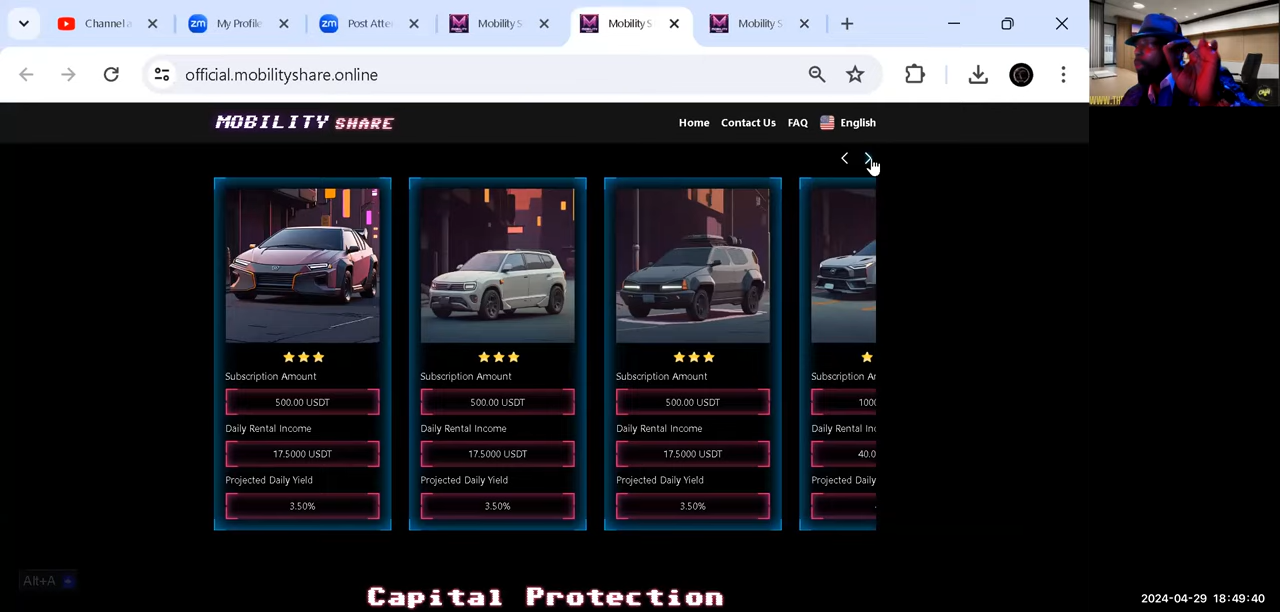 Channel a
My Profile
Post Atte
Mobility S
Mobility S
Mobility S
official.mobilityshare.online
MOBILITY SHARE
Home
Contact Us
FAQ
English
Subscription Amount
500.00 USDT
Daily Rental Income
17.5000 USDT
Projected Daily Yield
3.50%
Subscription Amount
500.00 USDT
Daily Rental Income
17.5000 USDT
Projected Daily Yield
3.50%
Subscription Amount
500.00 USDT
Daily Rental Income
17.5000 USDT
Projected Daily Yield
3.50%
Subscription A
1000
Daily Rental Inc
40.0
Projected Daily
Capital Protection
Alt+A
WWW.TH
zm
zm
2024-04-29 18:49:40